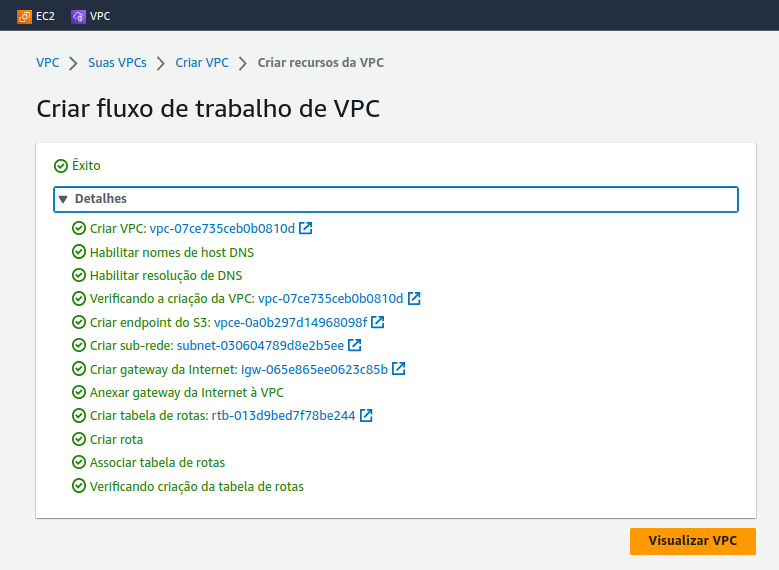 EC2 VPC
VPC > Suas VPCs > Criar VPC > Criar recursos da VPC
Criar fluxo de trabalho de VPC
Êxito
Detalhes
Criar VPC: vpc-07ce735ceb0b0810d
Habilitar nomes de host DNS
Habilitar resolução de DNS
Verificando a criação da VPC: vpc-07ce735ceb0b0810d
Criar endpoint do S3: vpce-0a0b297d14968098f
Criar sub-rede: subnet-030604789d8e2b5ee
Criar gateway da Internet: igw-065e865ee0623c85b
Anexar gateway da Internet à VPC
Criar tabela de rotas: rtb-013d9bed7f78be244
Criar rota
Associar tabela de rotas
Verificando criação da tabela de rotas
Visualizar VPC